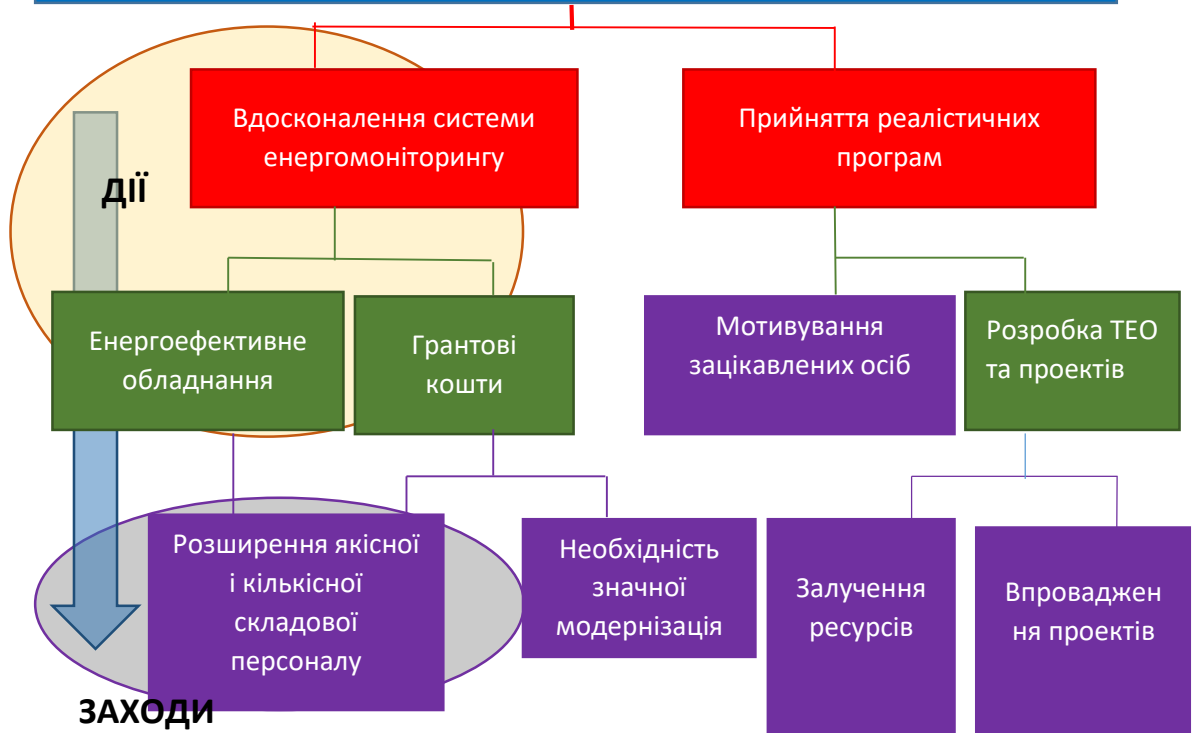 Вдосконалення системи
енергомоніторингу
Прийняття реалістичних
програм
ДІЇ
Енергоефективне
обладнання
Грантові
кошти
Мотивування
зацікавлених осіб
Розробка ТЕО
та проектів
Розширення якісної
і кількісної
складової
персоналу
Необхідність
значної
модернізація
Залучення
ресурсів
Впроваджен
ня проектів
ЗАХОДИ